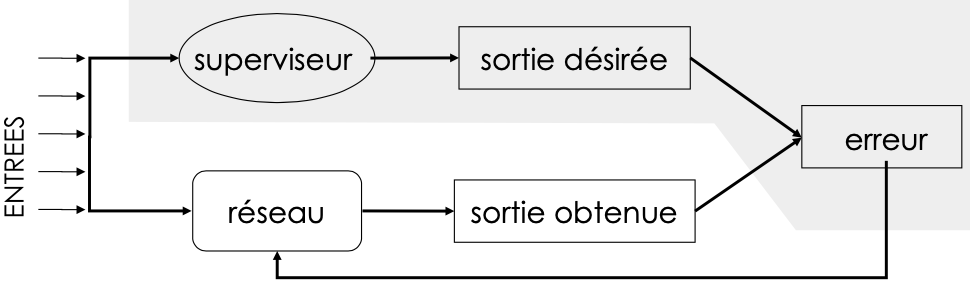 ENTREES
superviseur
sortie désirée
erreur
réseau
sortie obtenue